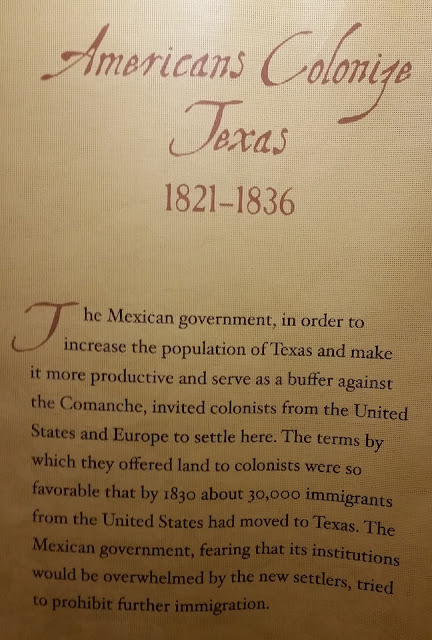 Americans Colonize
Texas
1821–1836
The Mexican government, in order to
increase the population of Texas and make
it more productive and serve as a buffer against
the Comanche, invited colonists from the United
States and Europe to settle here. The terms by
which they offered land to colonists were so
favorable that by 1830 about 30,000 immigrants
from the United States had moved to Texas. The
Mexican government, fearing that its institutions
would be overwhelmed by the new settlers, tried
to prohibit further immigration.